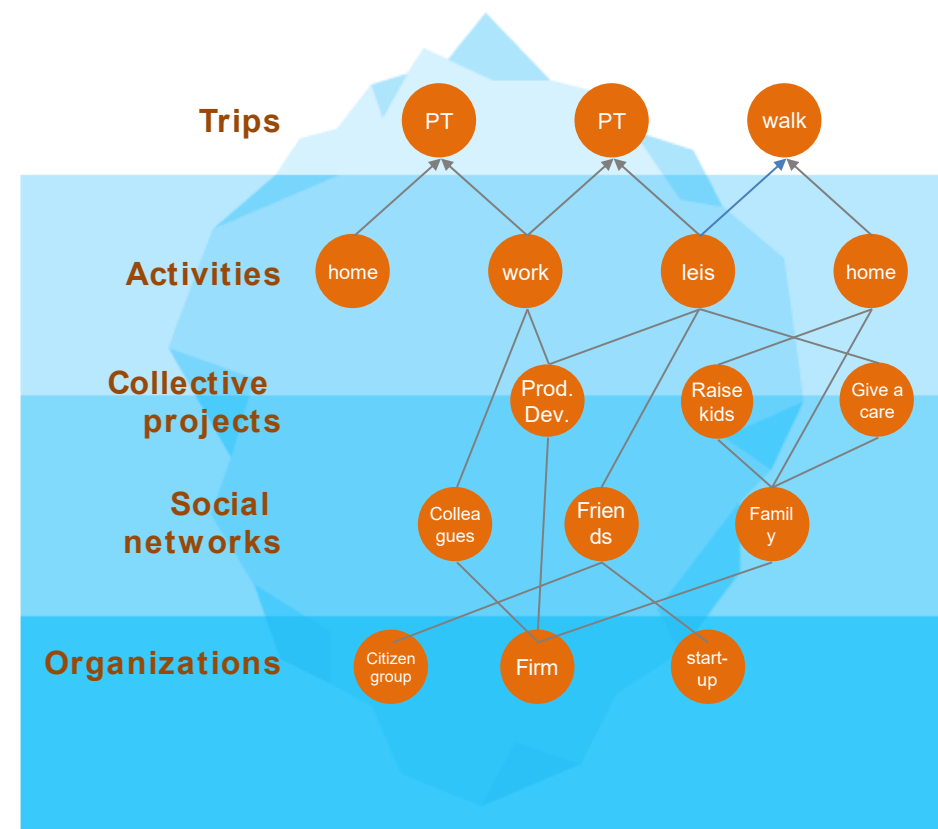 Trips
PT
PT
walk
Activities
home
work
leis
home
Collective
projects
Prod.
Dev.
Raise
kids
Give a
care
Social
networks
Collea
gues
Frien
ds
Famil
y
Organizations
Citizen
group
Firm
start-
up